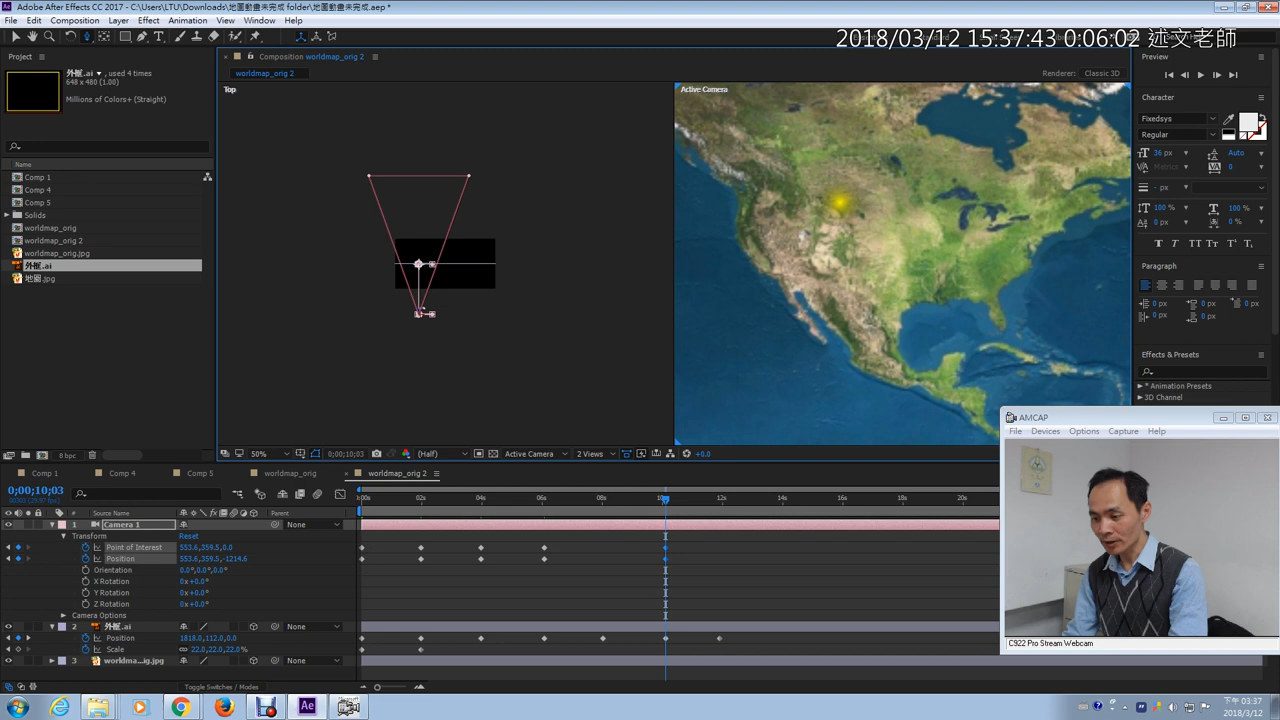 Adobe After Effects CC 2017 - C:\Users\LTU\Downloads\地圖動畫未完成 folder\地圖動畫未完成.aep *
File Edit Composition Layer Effect Animation View Window Help
2018/03/12 15:37:43 0:06:02 述文老師
Project
外框.ai ▾, used 4 times
648 x 480 (1.00)
Millions of Colors+ (Straight)
Name
Comp 1
Comp 4
Comp 5
Solids
worldmap_orig
worldmap_orig 2
worldmap_orig.jpg
外框.ai
地圖.jpg
8 bpc
Composition worldmap_orig 2
worldmap_orig 2
Renderer: Classic 3D
Top
Active Camera
50% 0;00;10;03 (Half) Active Camera 2 Views +0.0
Preview
Character
Fixedsys
Regular
36 px Auto
0
- px
100 % 100 %
0 px 0 %
Paragraph
0 px 0 px 0 px
0 px 0 px
Effects & Presets
* Animation Presets
3D Channel
AMCAP
File Devices Options Capture Help
C922 Pro Stream Webcam
Comp 1 Comp 4 Comp 5 worldmap_orig worldmap_orig 2
0;00;10;03
# Source Name Parent
02s 04s 06s 08s 12s 14s 16s 18s 20s
1 Camera 1 None
Transform Reset
Point of Interest 553.6,359.5,0.0
Position 553.6,359.5,-1214.6
Orientation 0.0°,0.0°,0.0°
X Rotation 0x+0.0°
Y Rotation 0x+0.0°
Z Rotation 0x+0.0°
Camera Options
2 外框.ai None
Position 1818.0,112.0,0.0
Scale 22.0,22.0,22.0%
3 worldma...ig.jpg None
Toggle Switches / Modes
下午 03:37
2018/3/12